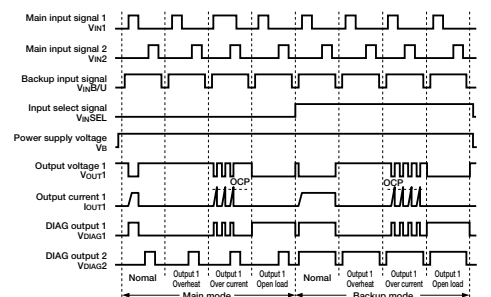 Main input signal 1
VIN1
Main input signal 2
VIN2
Backup input signal
VINB/U
Input select signal
VINSEL
Power supply voltage
VB
Output voltage 1
VOUT1
OCP
OCP
Output current 1
IOUT1
DIAG output 1
VDIAG1
DIAG output 2
VDIAG2
Nomal
Output 1
Overheat
Output 1
Over current
Output 1
Open load
Nomal
Output 1
Overheat
Output 1
Over current
Output 1
Open load
Main mode
Backup mode